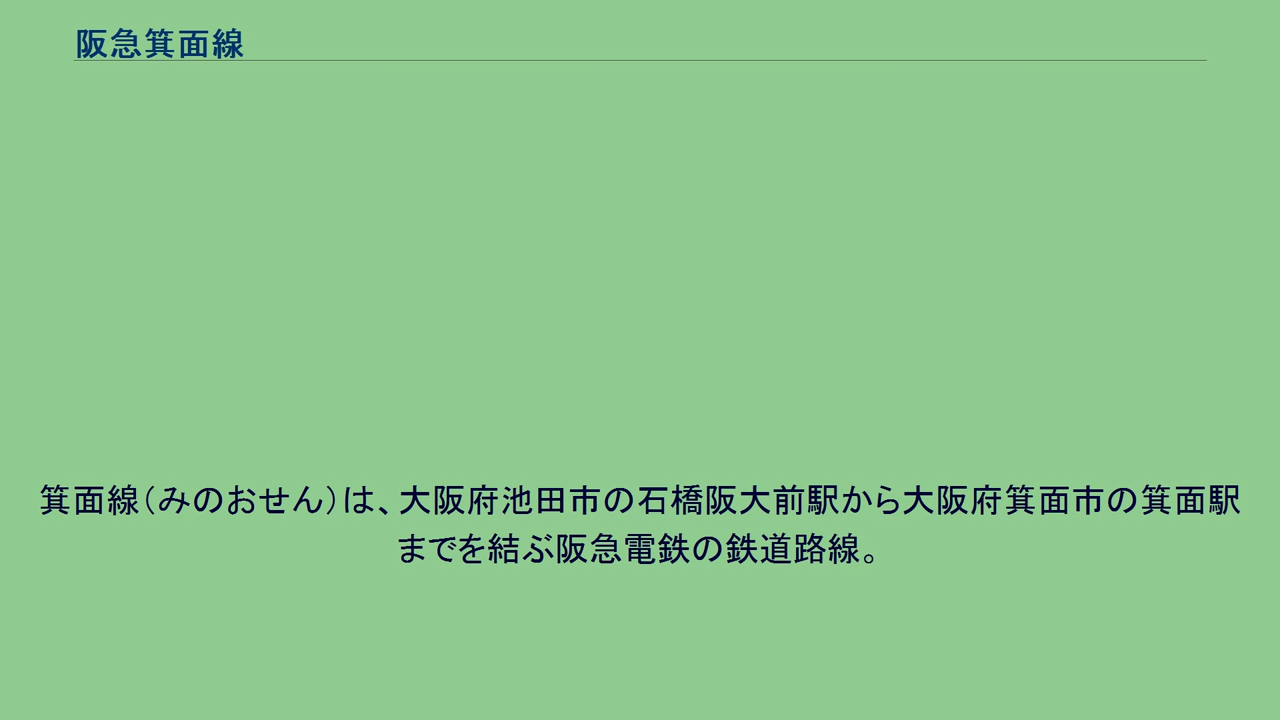 阪急箕面線
箕面線（みのおせん）は、大阪府池田市の石橋阪大前駅から大阪府箕面市の箕面駅
までを結ぶ阪急電鉄の鉄道路線。